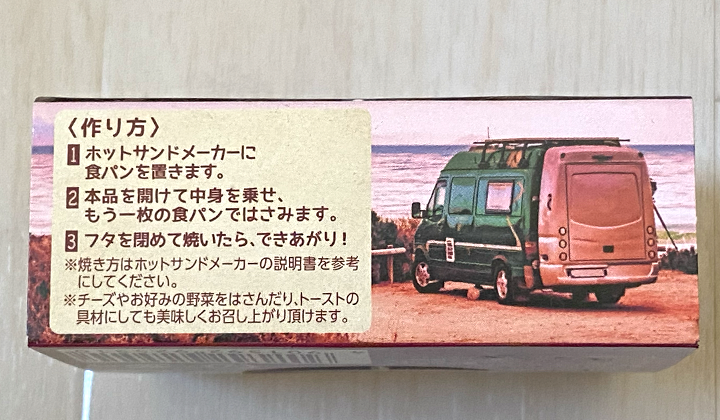 〈作り方〉
1 ホットサンドメーカーに
食パンを置きます。
2 本品を開けて中身を乗せ、
もう一枚の食パンではさみます。
3 フタを閉めて焼いたら、できあがり！
※焼き方はホットサンドメーカーの説明書を参考
にしてください。
※チーズやお好みの野菜をはさんだり、トーストの
具材にしても美味しくお召し上がり頂けます。